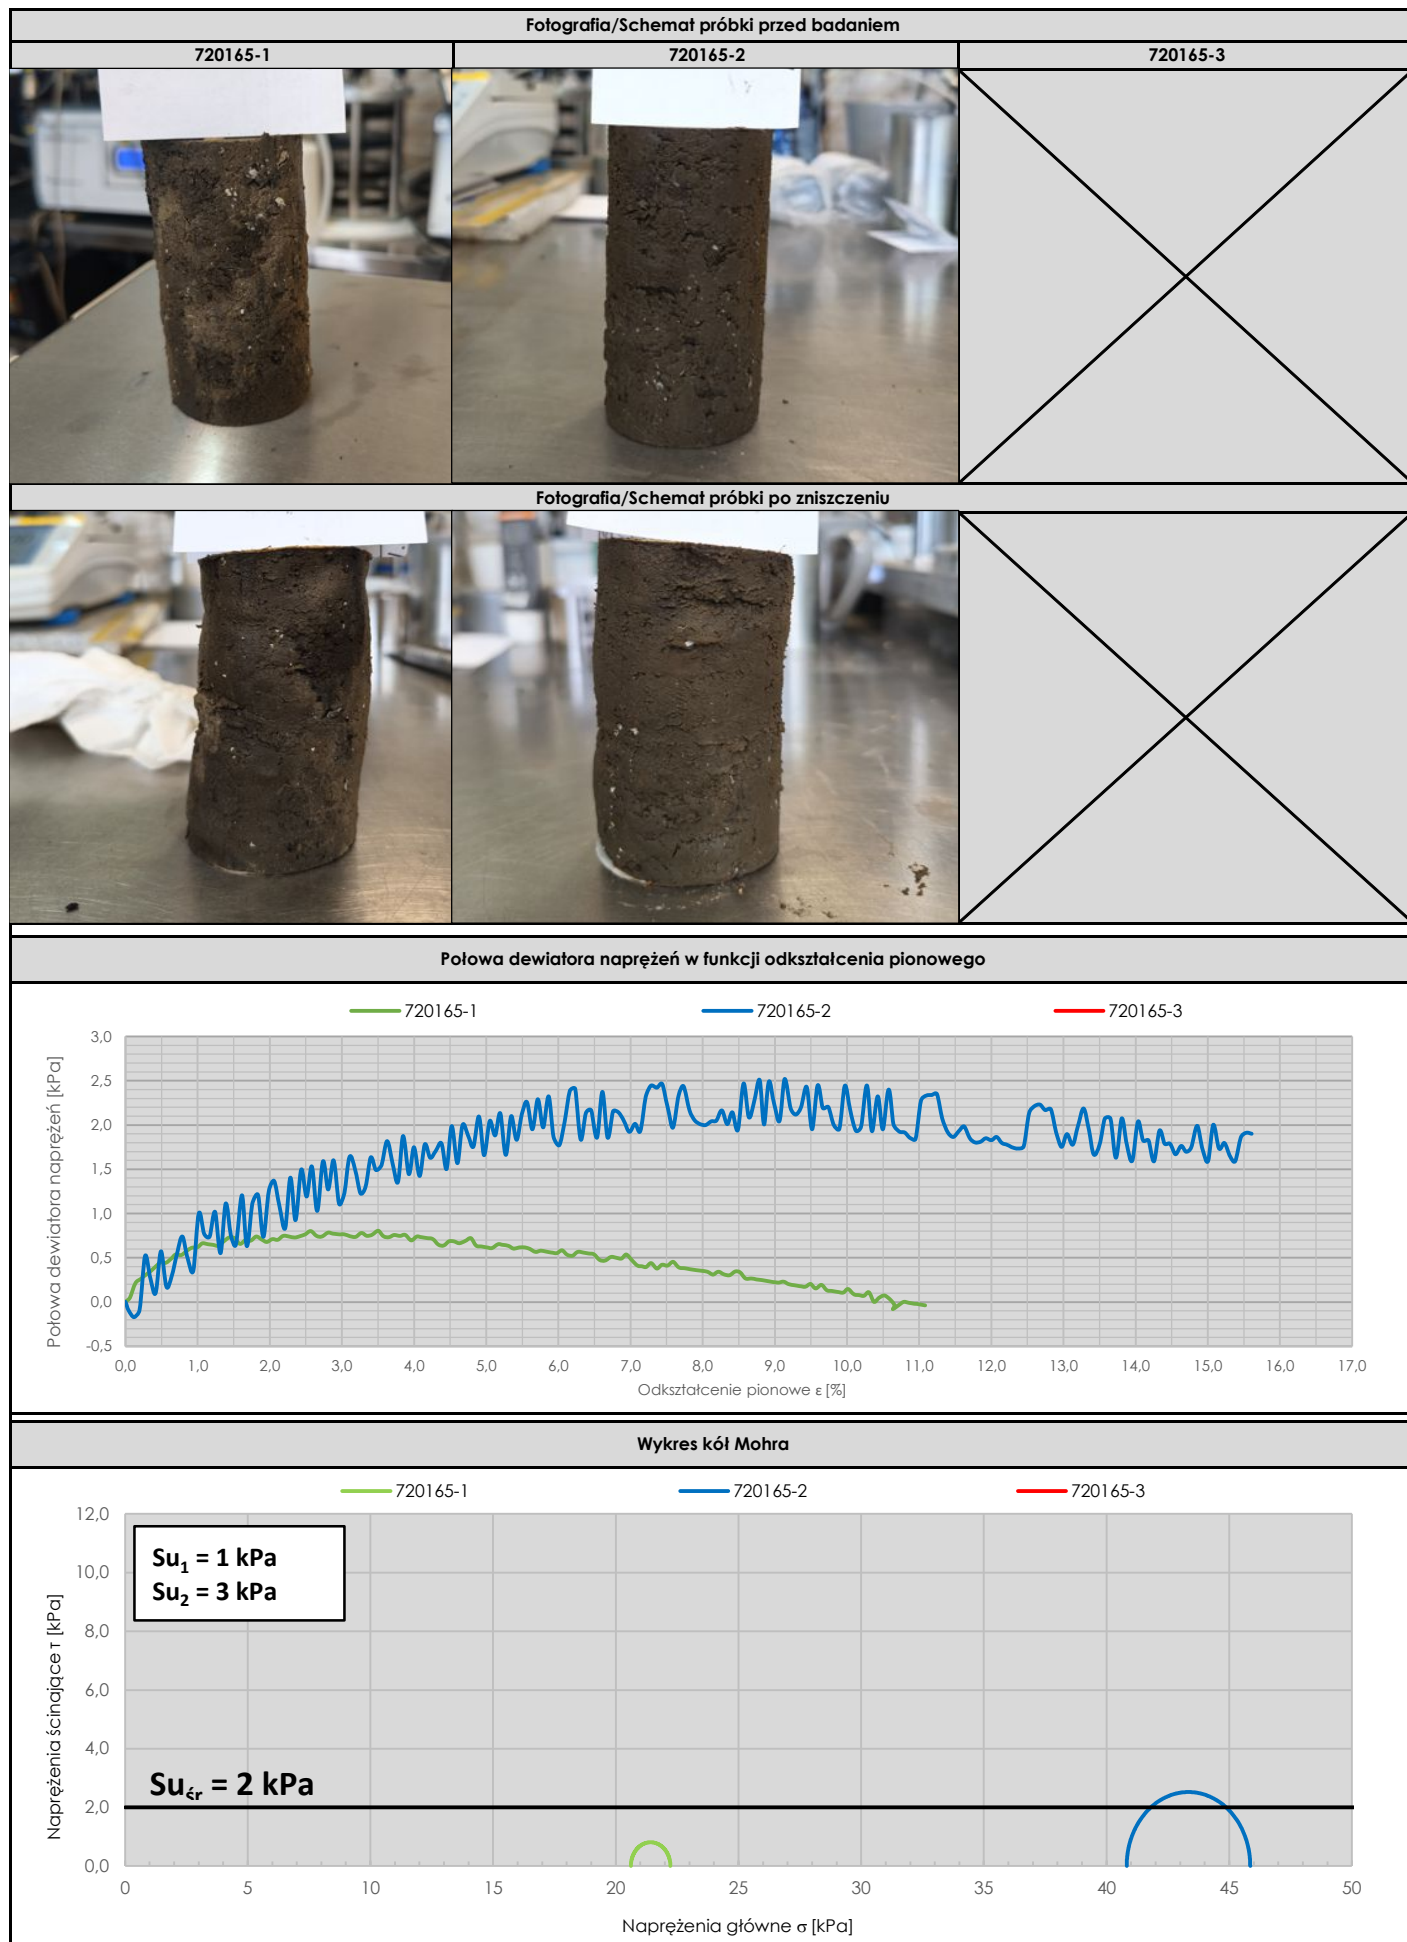 Fotografia/Schemat próbki przed badaniem
720165-1 720165-2 720165-3
Fotografia/Schemat próbki po zniszczeniu
Połowa dewiatora naprężeń w funkcji odkształcenia pionowego
720165-1 720165-2 720165-3
Połowa dewiatora naprężeń [kPa]
3,0
2,5
2,0
1,5
1,0
0,5
0,0
-0,5
0,0 1,0 2,0 3,0 4,0 5,0 6,0 7,0 8,0 9,0 10,0 11,0 12,0 13,0 14,0 15,0 16,0 17,0
Odkształcenie pionowe ε [%]
Wykres kół Mohra
720165-1 720165-2 720165-3
Naprężenia ścinające τ [kPa]
12,0
10,0
8,0
6,0
4,0
2,0
0,0
Su1 = 1 kPa
Su2 = 3 kPa
Suśr = 2 kPa
0 5 10 15 20 25 30 35 40 45 50
Naprężenia główne σ [kPa]